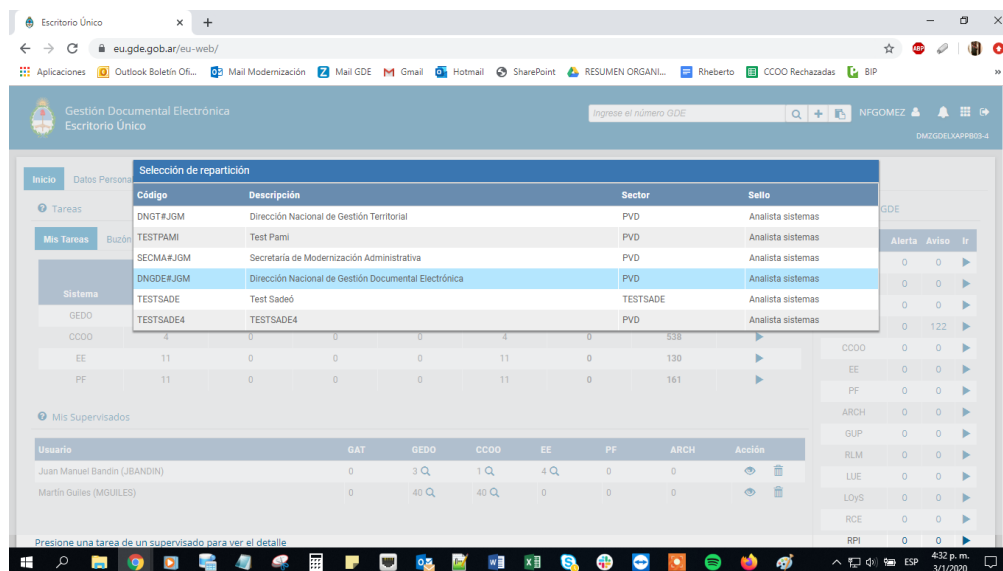 Escritorio Único
eu.gde.gob.ar/eu-web/
ABP
Aplicaciones Outlook Boletín Ofi... Mail Modernización Mail GDE Gmail Hotmail SharePoint RESUMEN ORGANI... Rheberto CCOO Rechazadas BIP »
Gestión Documental Electrónica
Escritorio Único
Ingrese el número GDE
NFGOMEZ
DMZGDELXAPPB03-4
Inicio Datos Persona
Selección de repartición
Código Descripción Sector Sello
DNGT#JGM Dirección Nacional de Gestión Territorial PVD Analista sistemas
TESTPAMI Test Pami PVD Analista sistemas
SECMA#JGM Secretaría de Modernización Administrativa PVD Analista sistemas
DNGDE#JGM Dirección Nacional de Gestión Documental Electrónica PVD Analista sistemas
TESTSADE Test Sadeó TESTSADE Analista sistemas
TESTSADE4 TESTSADE4 PVD Analista sistemas
Tareas
Mis Tareas Buzón
Sistema
GEDO
CCOO 4 0 0 0 4 0 538
EE 11 0 0 0 11 0 130
PF 11 0 0 0 11 0 161
Mis Supervisados
Usuario GAT GEDO CCOO EE PF ARCH Acción
Juan Manuel Bandin (JBANDIN) 0 3 1 4 0 0
Martín Guiles (MGUILES) 0 40 40 0 0 0
Presione una tarea de un supervisado para ver el detalle
GDE
Alerta Aviso Ir
0 0
0 0
0 0
0 122
CCOO 0 0
EE 0 0
PF 0 0
ARCH 0 0
GUP 0 0
RLM 0 0
LUE 0 0
LOyS 0 0
RCE 0 0
RPI 0 0
ESP
4:32 p. m.
3/1/2020